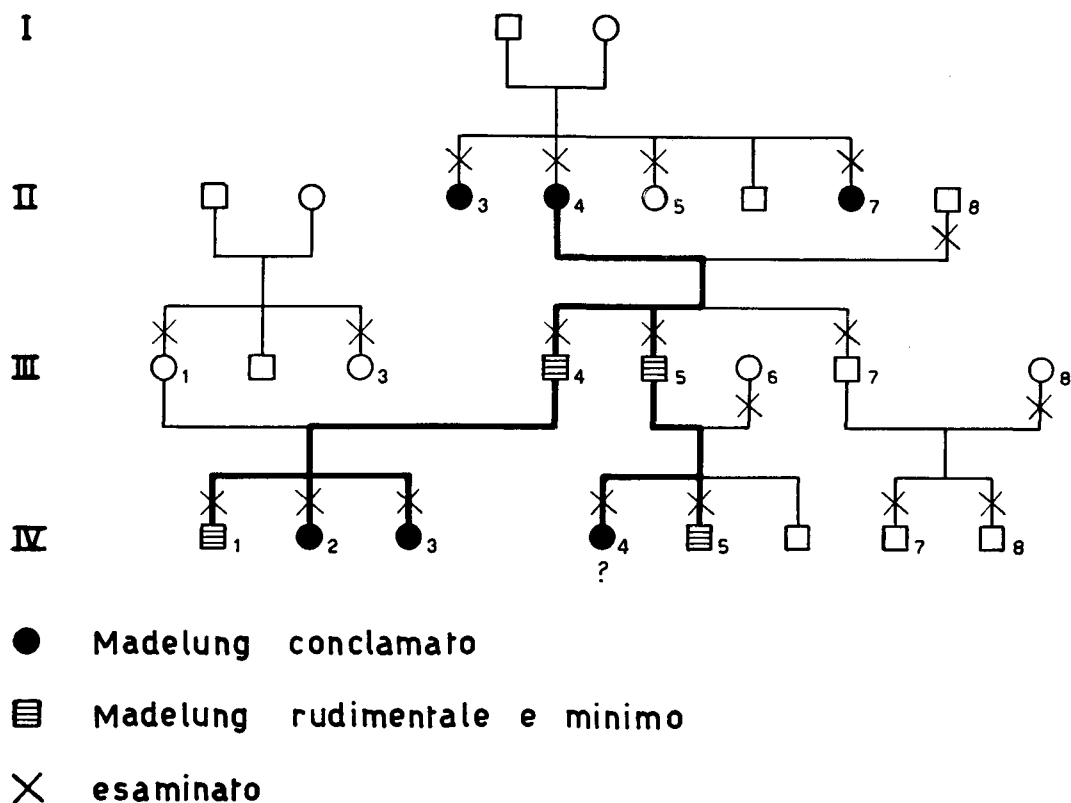 I
II
3 4 5 7 8
III
1 3 4 5 6 7 8
IV
1 2 3 4 5 7 8
?
Madelung conclamato
Madelung rudimentale e minimo
esaminato